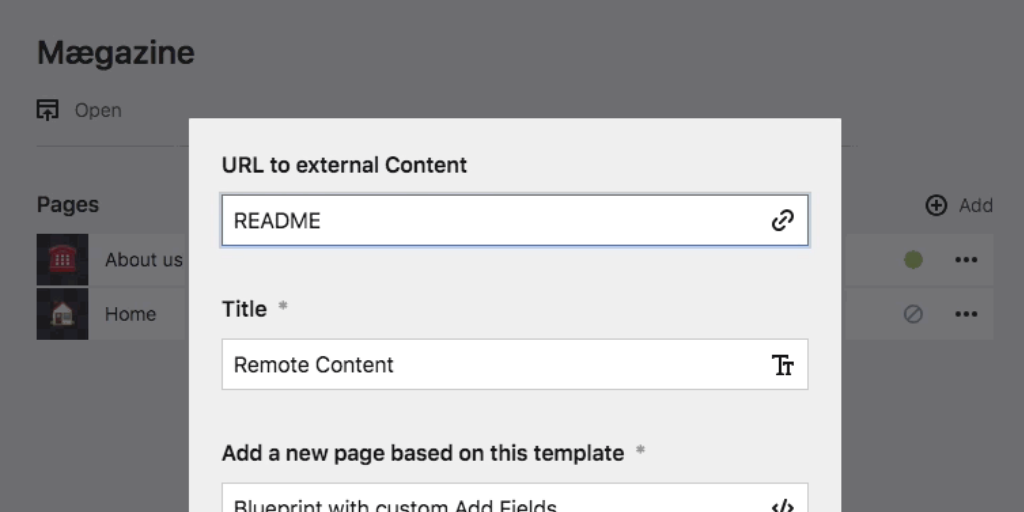 Mægazine
Open
URL to external Content
Pages
README
Add
About us
Title *
Home
Remote Content
Add a new page based on this template *
Blueprint with custom Add Fields